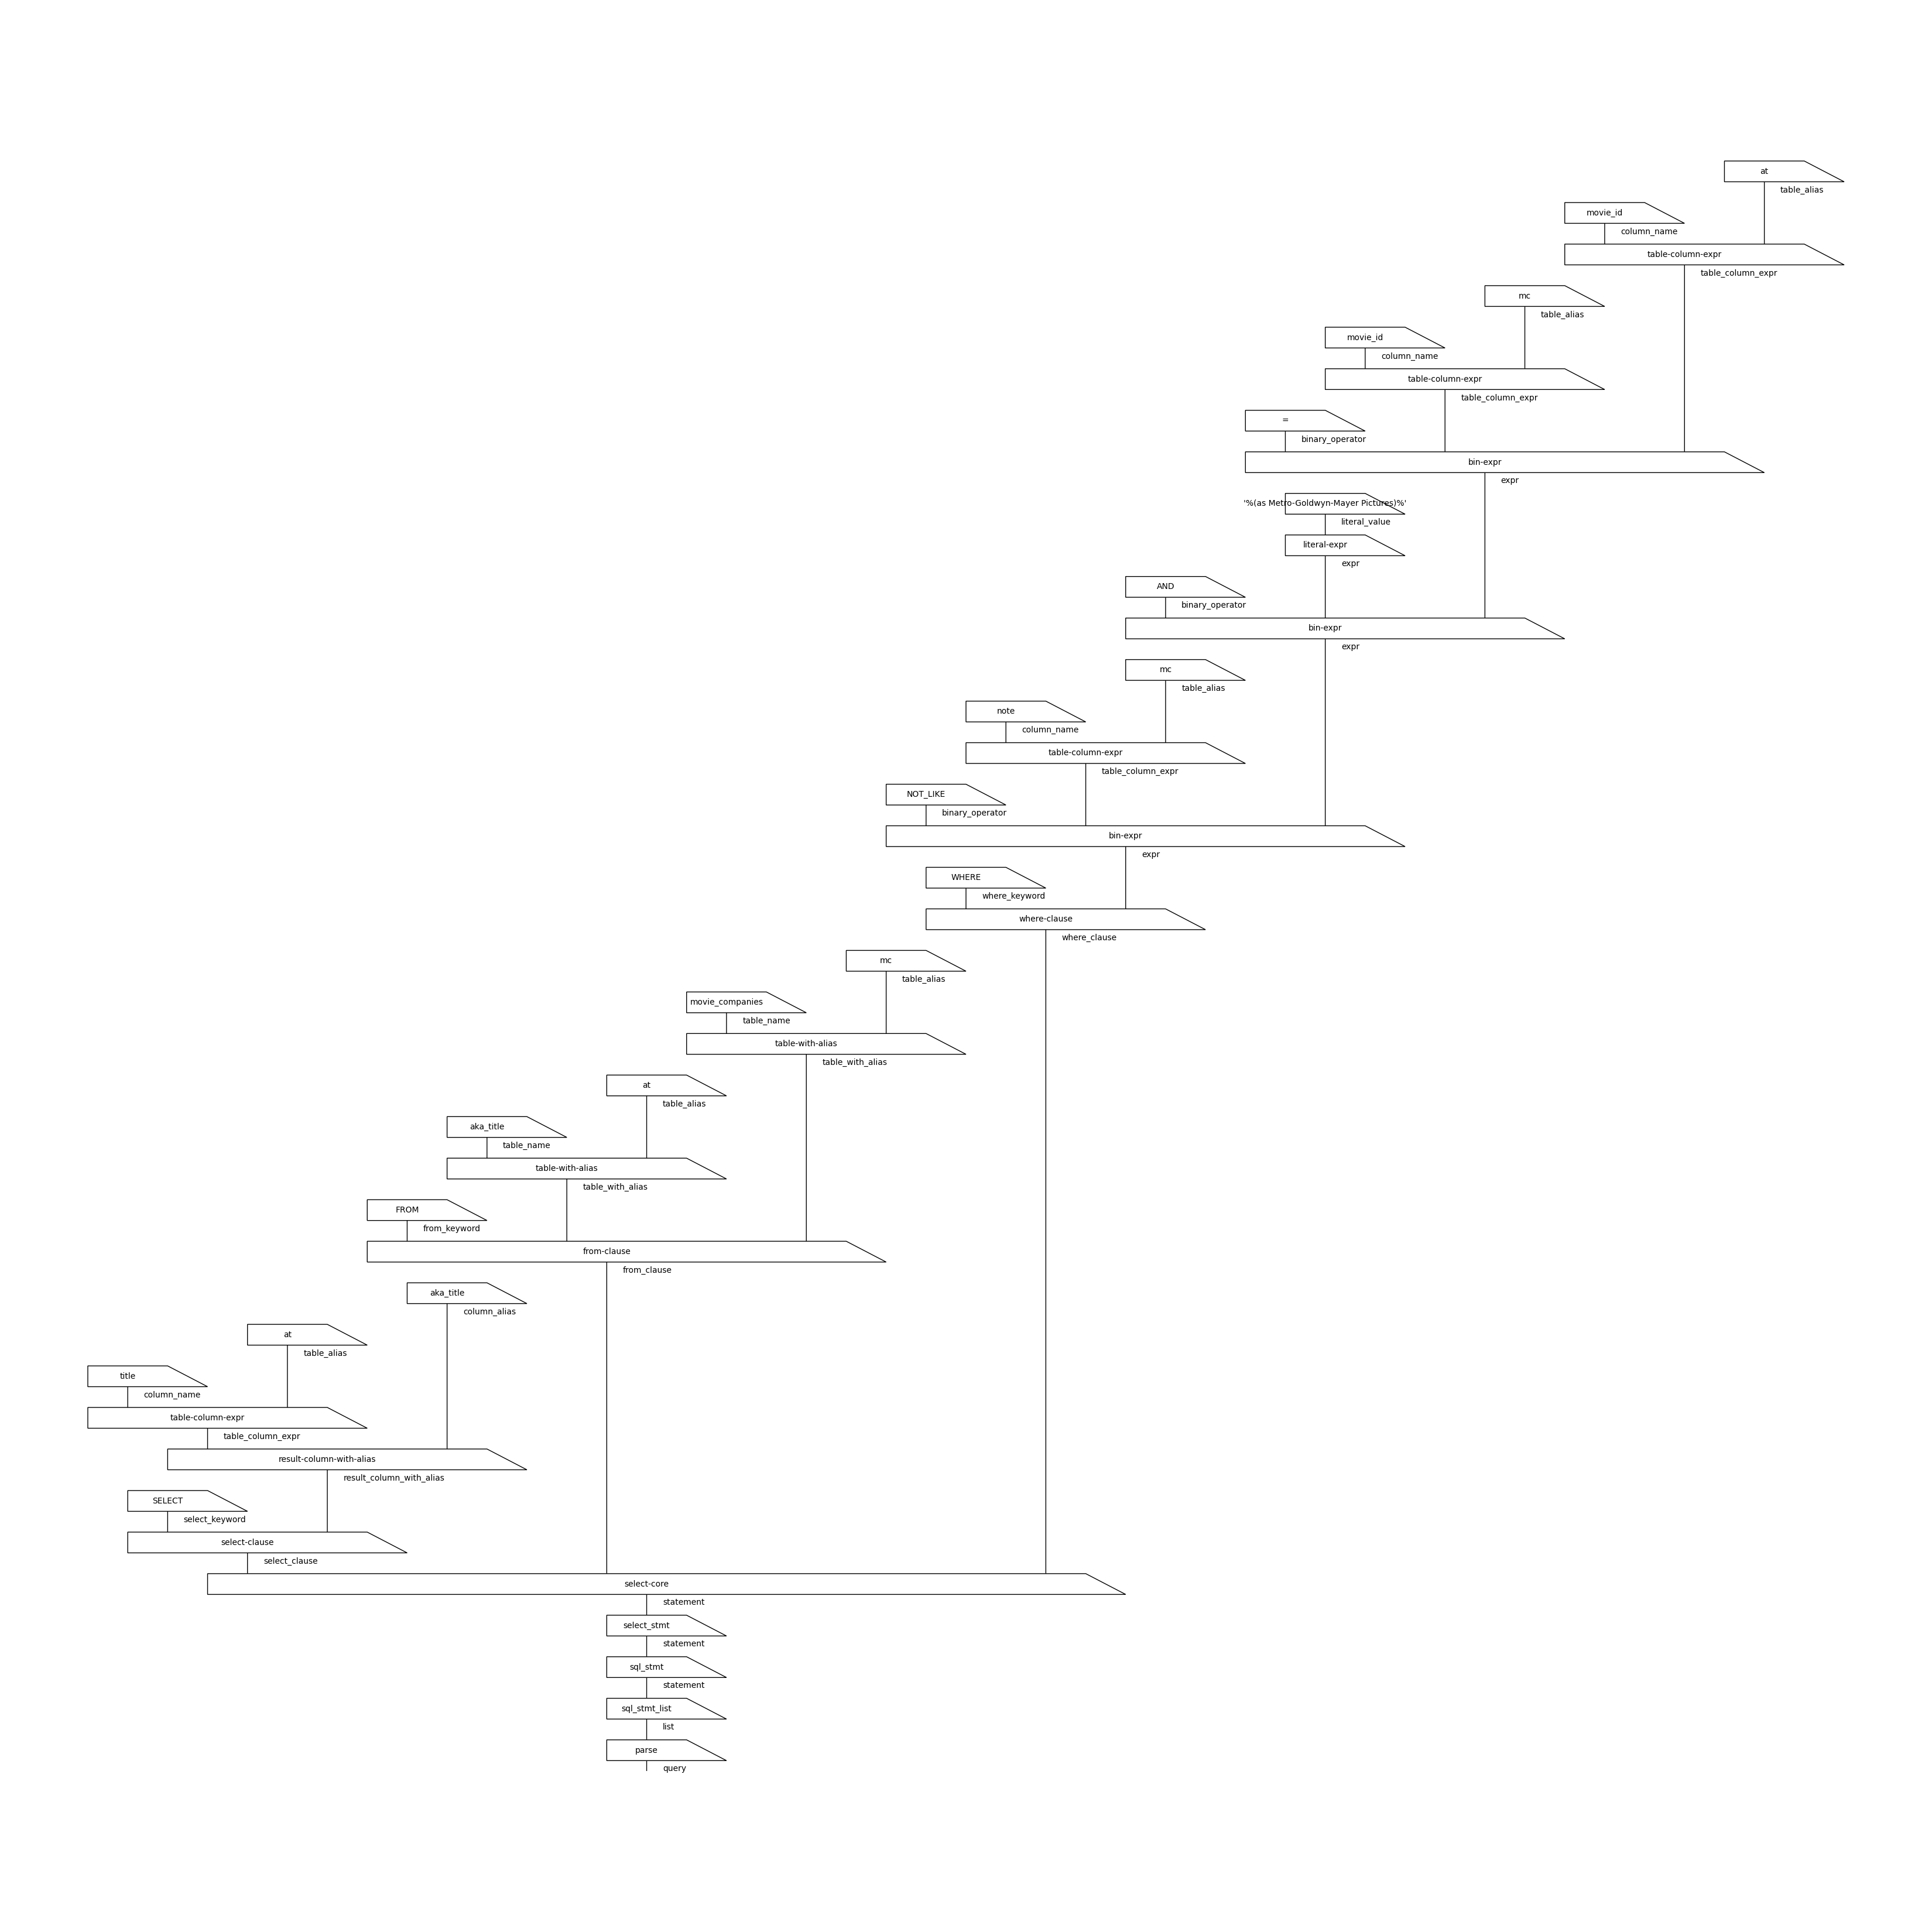 at
table_alias
movie_id
column_name
table-column-expr
table_column_expr
mc
table_alias
movie_id
column_name
table-column-expr
table_column_expr
=
binary_operator
bin-expr
expr
'%(as Metro-Goldwyn-Mayer Pictures)%'
literal_value
literal-expr
expr
AND
binary_operator
bin-expr
expr
mc
table_alias
note
column_name
table-column-expr
table_column_expr
NOT_LIKE
binary_operator
bin-expr
expr
WHERE
where_keyword
where-clause
where_clause
mc
table_alias
movie_companies
table_name
table-with-alias
table_with_alias
at
table_alias
aka_title
table_name
table-with-alias
table_with_alias
FROM
from_keyword
from-clause
from_clause
aka_title
column_alias
at
table_alias
title
column_name
table-column-expr
table_column_expr
result-column-with-alias
result_column_with_alias
SELECT
select_keyword
select-clause
select_clause
select-core
statement
select_stmt
statement
sql_stmt
statement
sql_stmt_list
list
parse
query